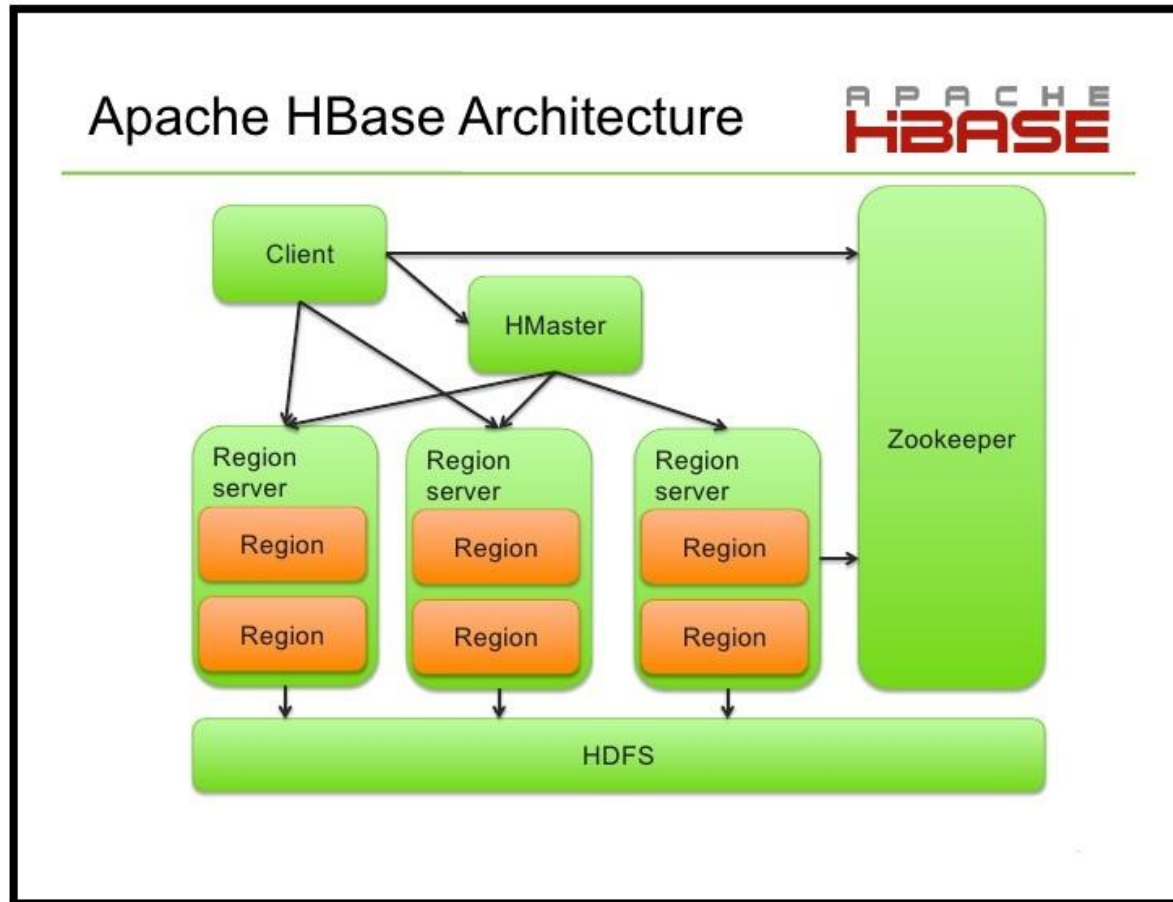 Apache HBase Architecture
APACHE
HBASE
Client
HMaster
Zookeeper
Region
server
Region
Region
Region
server
Region
Region
Region
server
Region
Region
HDFS